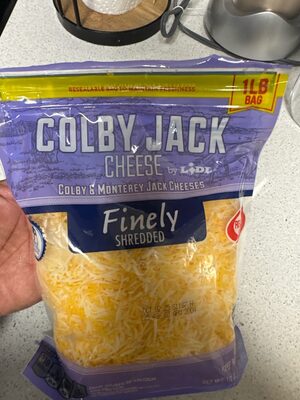 RESEALABLE BAG TO MAINTAIN FRESHNESS
1LB
BAG
COLBY JACK
CHEESE by LIDL
COLBY & MONTEREY JACK CHEESES
Finely
SHREDDED